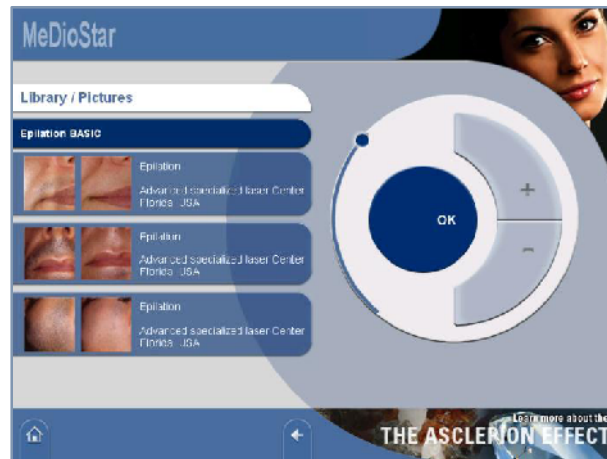 MeDioStar
Library / Pictures
Epilation BASIC
Epilation
Advanced specialized laser Center
Florida USA
Epilation
Advanced specialized laser Center
Florida USA
Epilation
Advanced specialized laser Center
Florida USA
+
OK
-
Learn more about the
THE ASCLEPION EFFECT